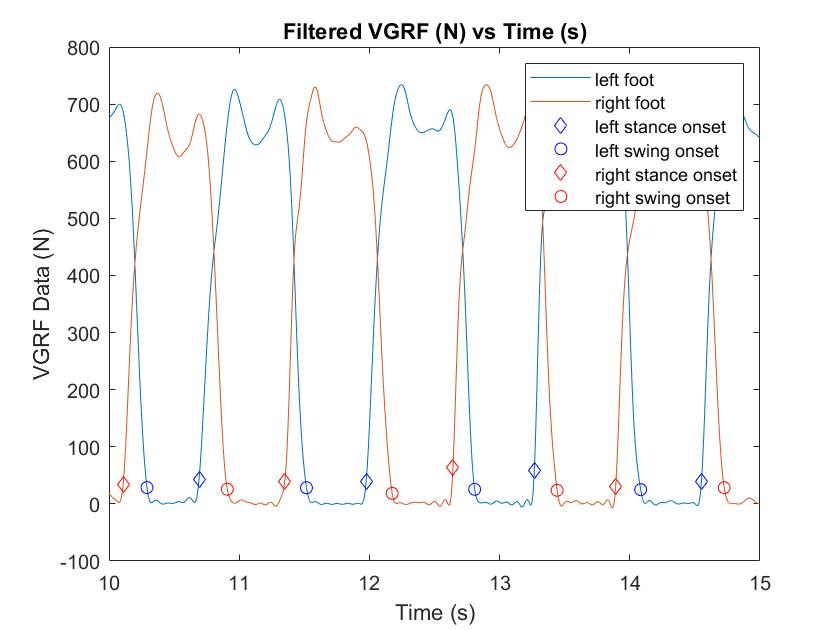 Filtered VGRF (N) vs Time (s)
800
700
600
500
400
300
200
100
0
-100
VGRF Data (N)
left foot
right foot
left stance onset
left swing onset
right stance onset
right swing onset
10 11 12 13 14 15
Time (s)